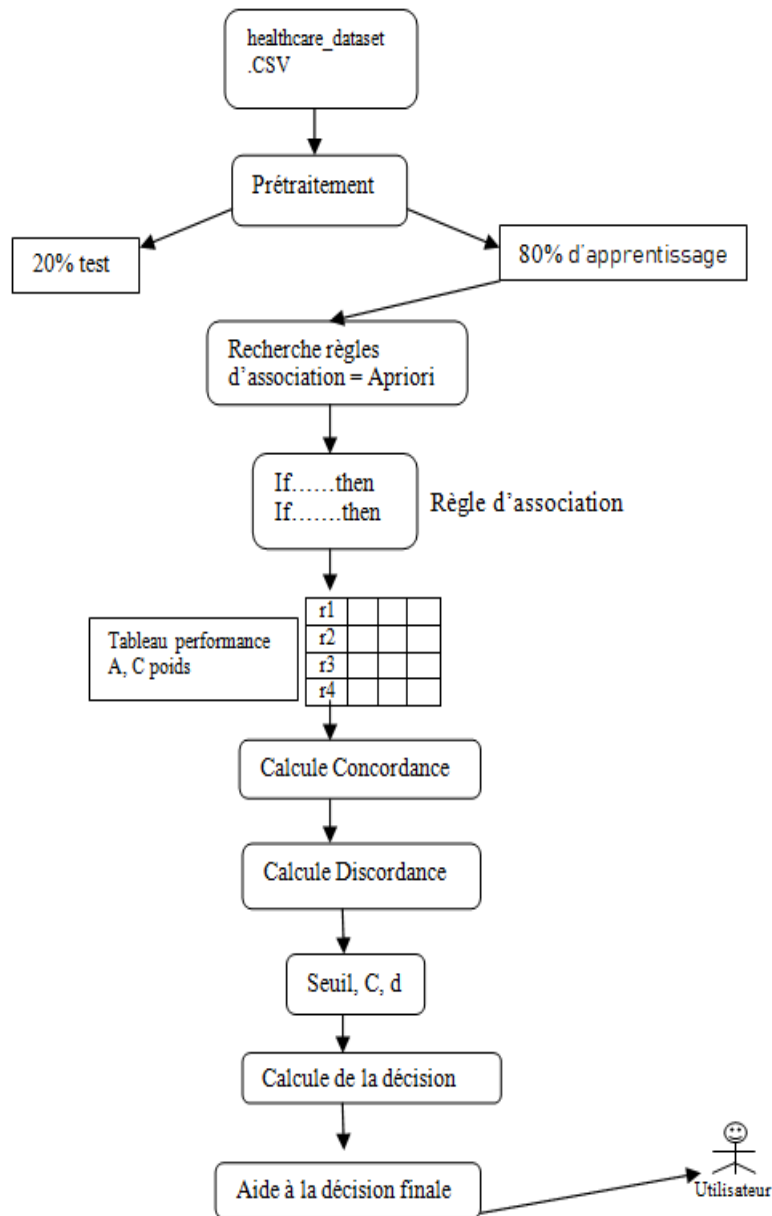 healthcare_dataset
.CSV
Prétraitement
20% test
80% d'apprentissage
Recherche règles
d'association = Apriori
If......then
If.......then
Règle d'association
Tableau performance
A, C poids
r1
r2
r3
r4
Calcule Concordance
Calcule Discordance
Seuil, C, d
Calcule de la décision
Aide à la décision finale
Utilisateur